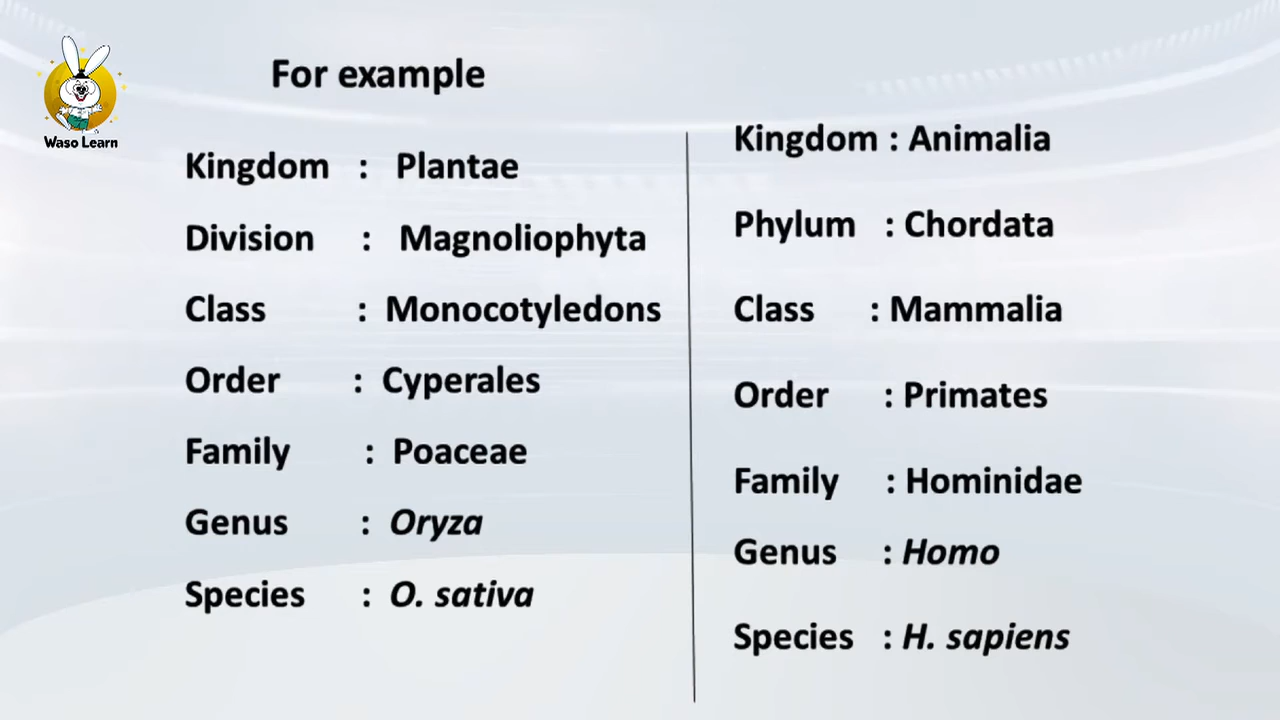 Waso Learn
For example
Kingdom : Plantae
Division : Magnoliophyta
Class : Monocotyledons
Order : Cyperales
Family : Poaceae
Genus : Oryza
Species : O. sativa
Kingdom : Animalia
Phylum : Chordata
Class : Mammalia
Order : Primates
Family : Hominidae
Genus : Homo
Species : H. sapiens